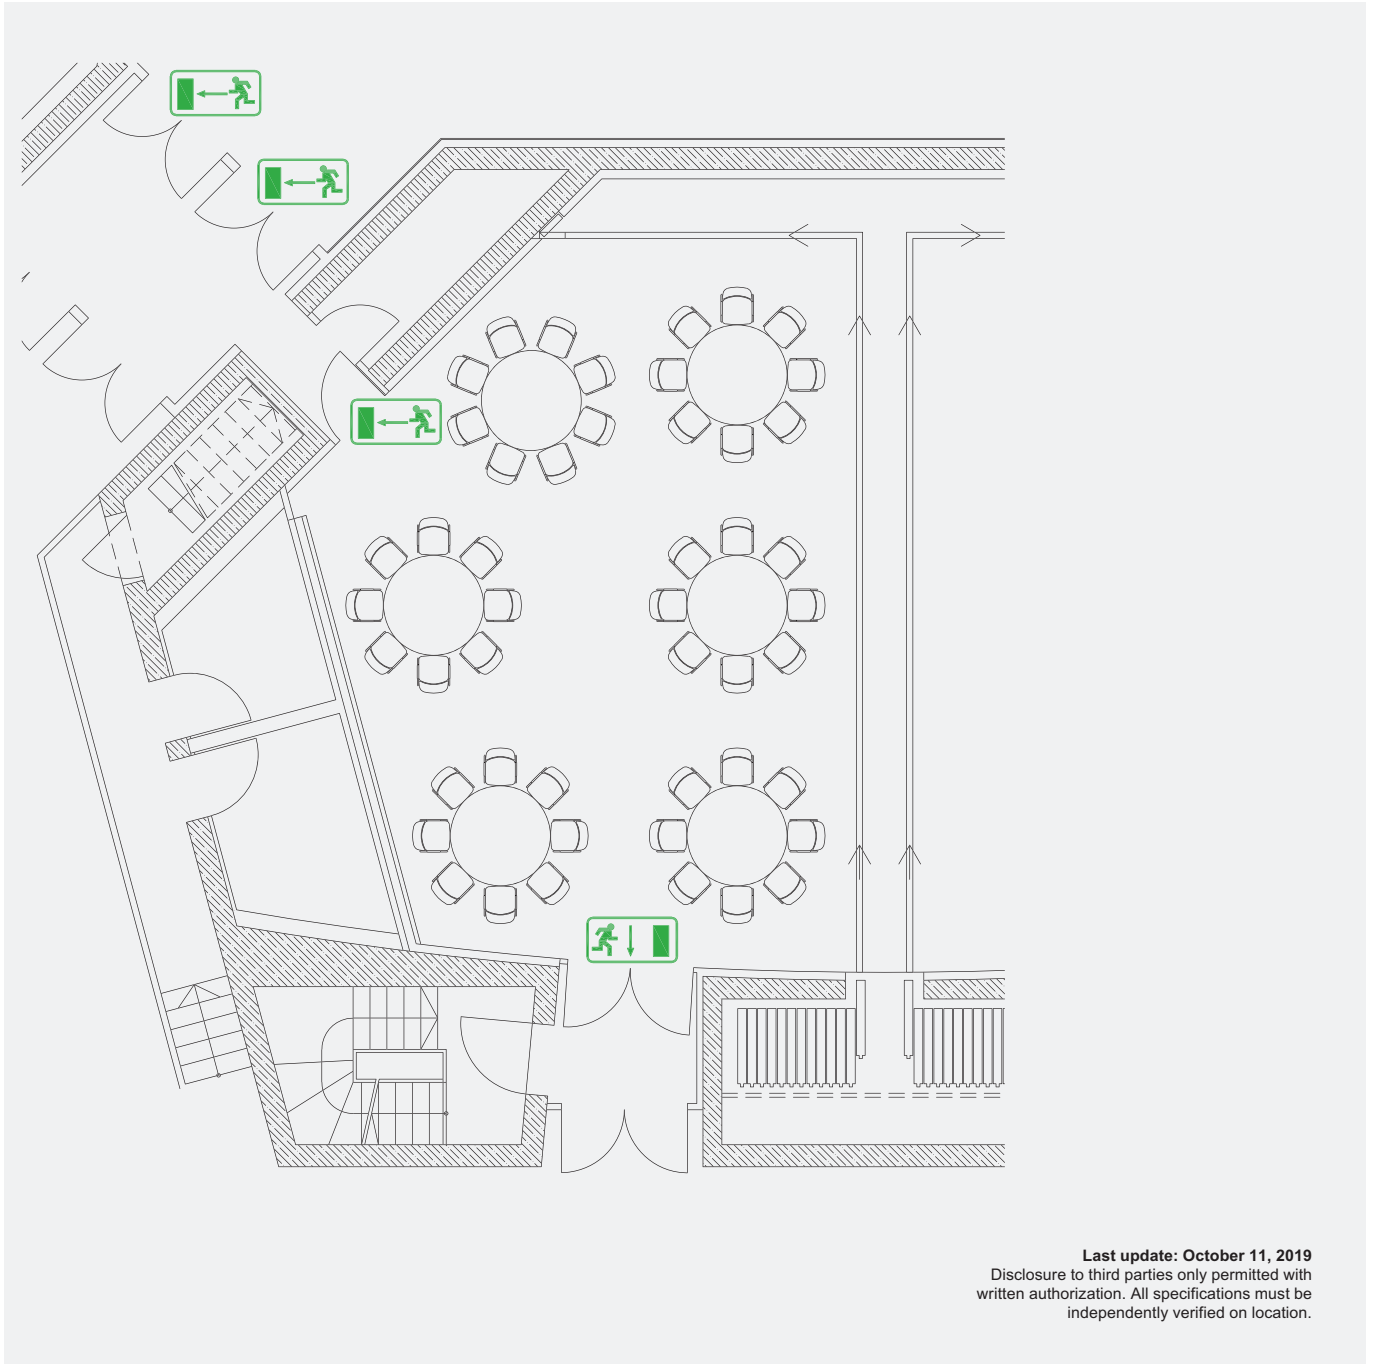 Last update: October 11, 2019
Disclosure to third parties only permitted with
written authorization. All specifications must be
independently verified on location.